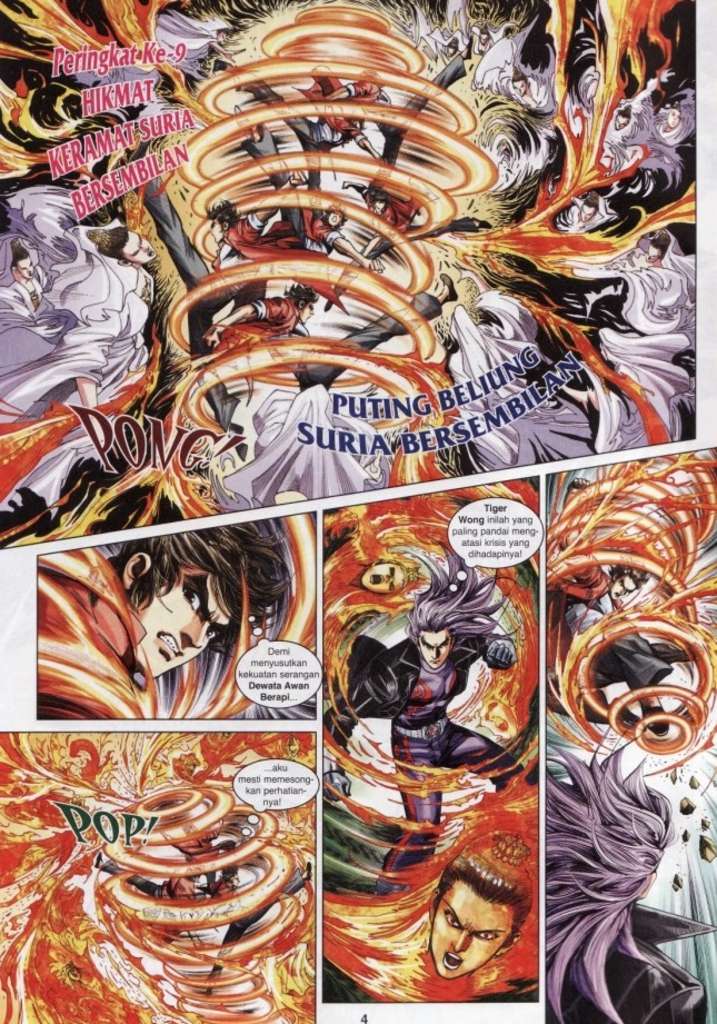 Peringkat Ke-9
HIKMAT
KERAMAT SURIA
BERSEMBILAN
PUTING BELIUNG
SURIA BERSEMBILAN
PONG!
Tiger
Wong inilah yang
paling pandai meng-
atasi krisis yang
dihadapinya!
Demi
menyusutkan
kekuatan serangan
Dewata Awan
Berapi...
...aku
mesti memesong-
kan perhatian-
nya!
POP!
4